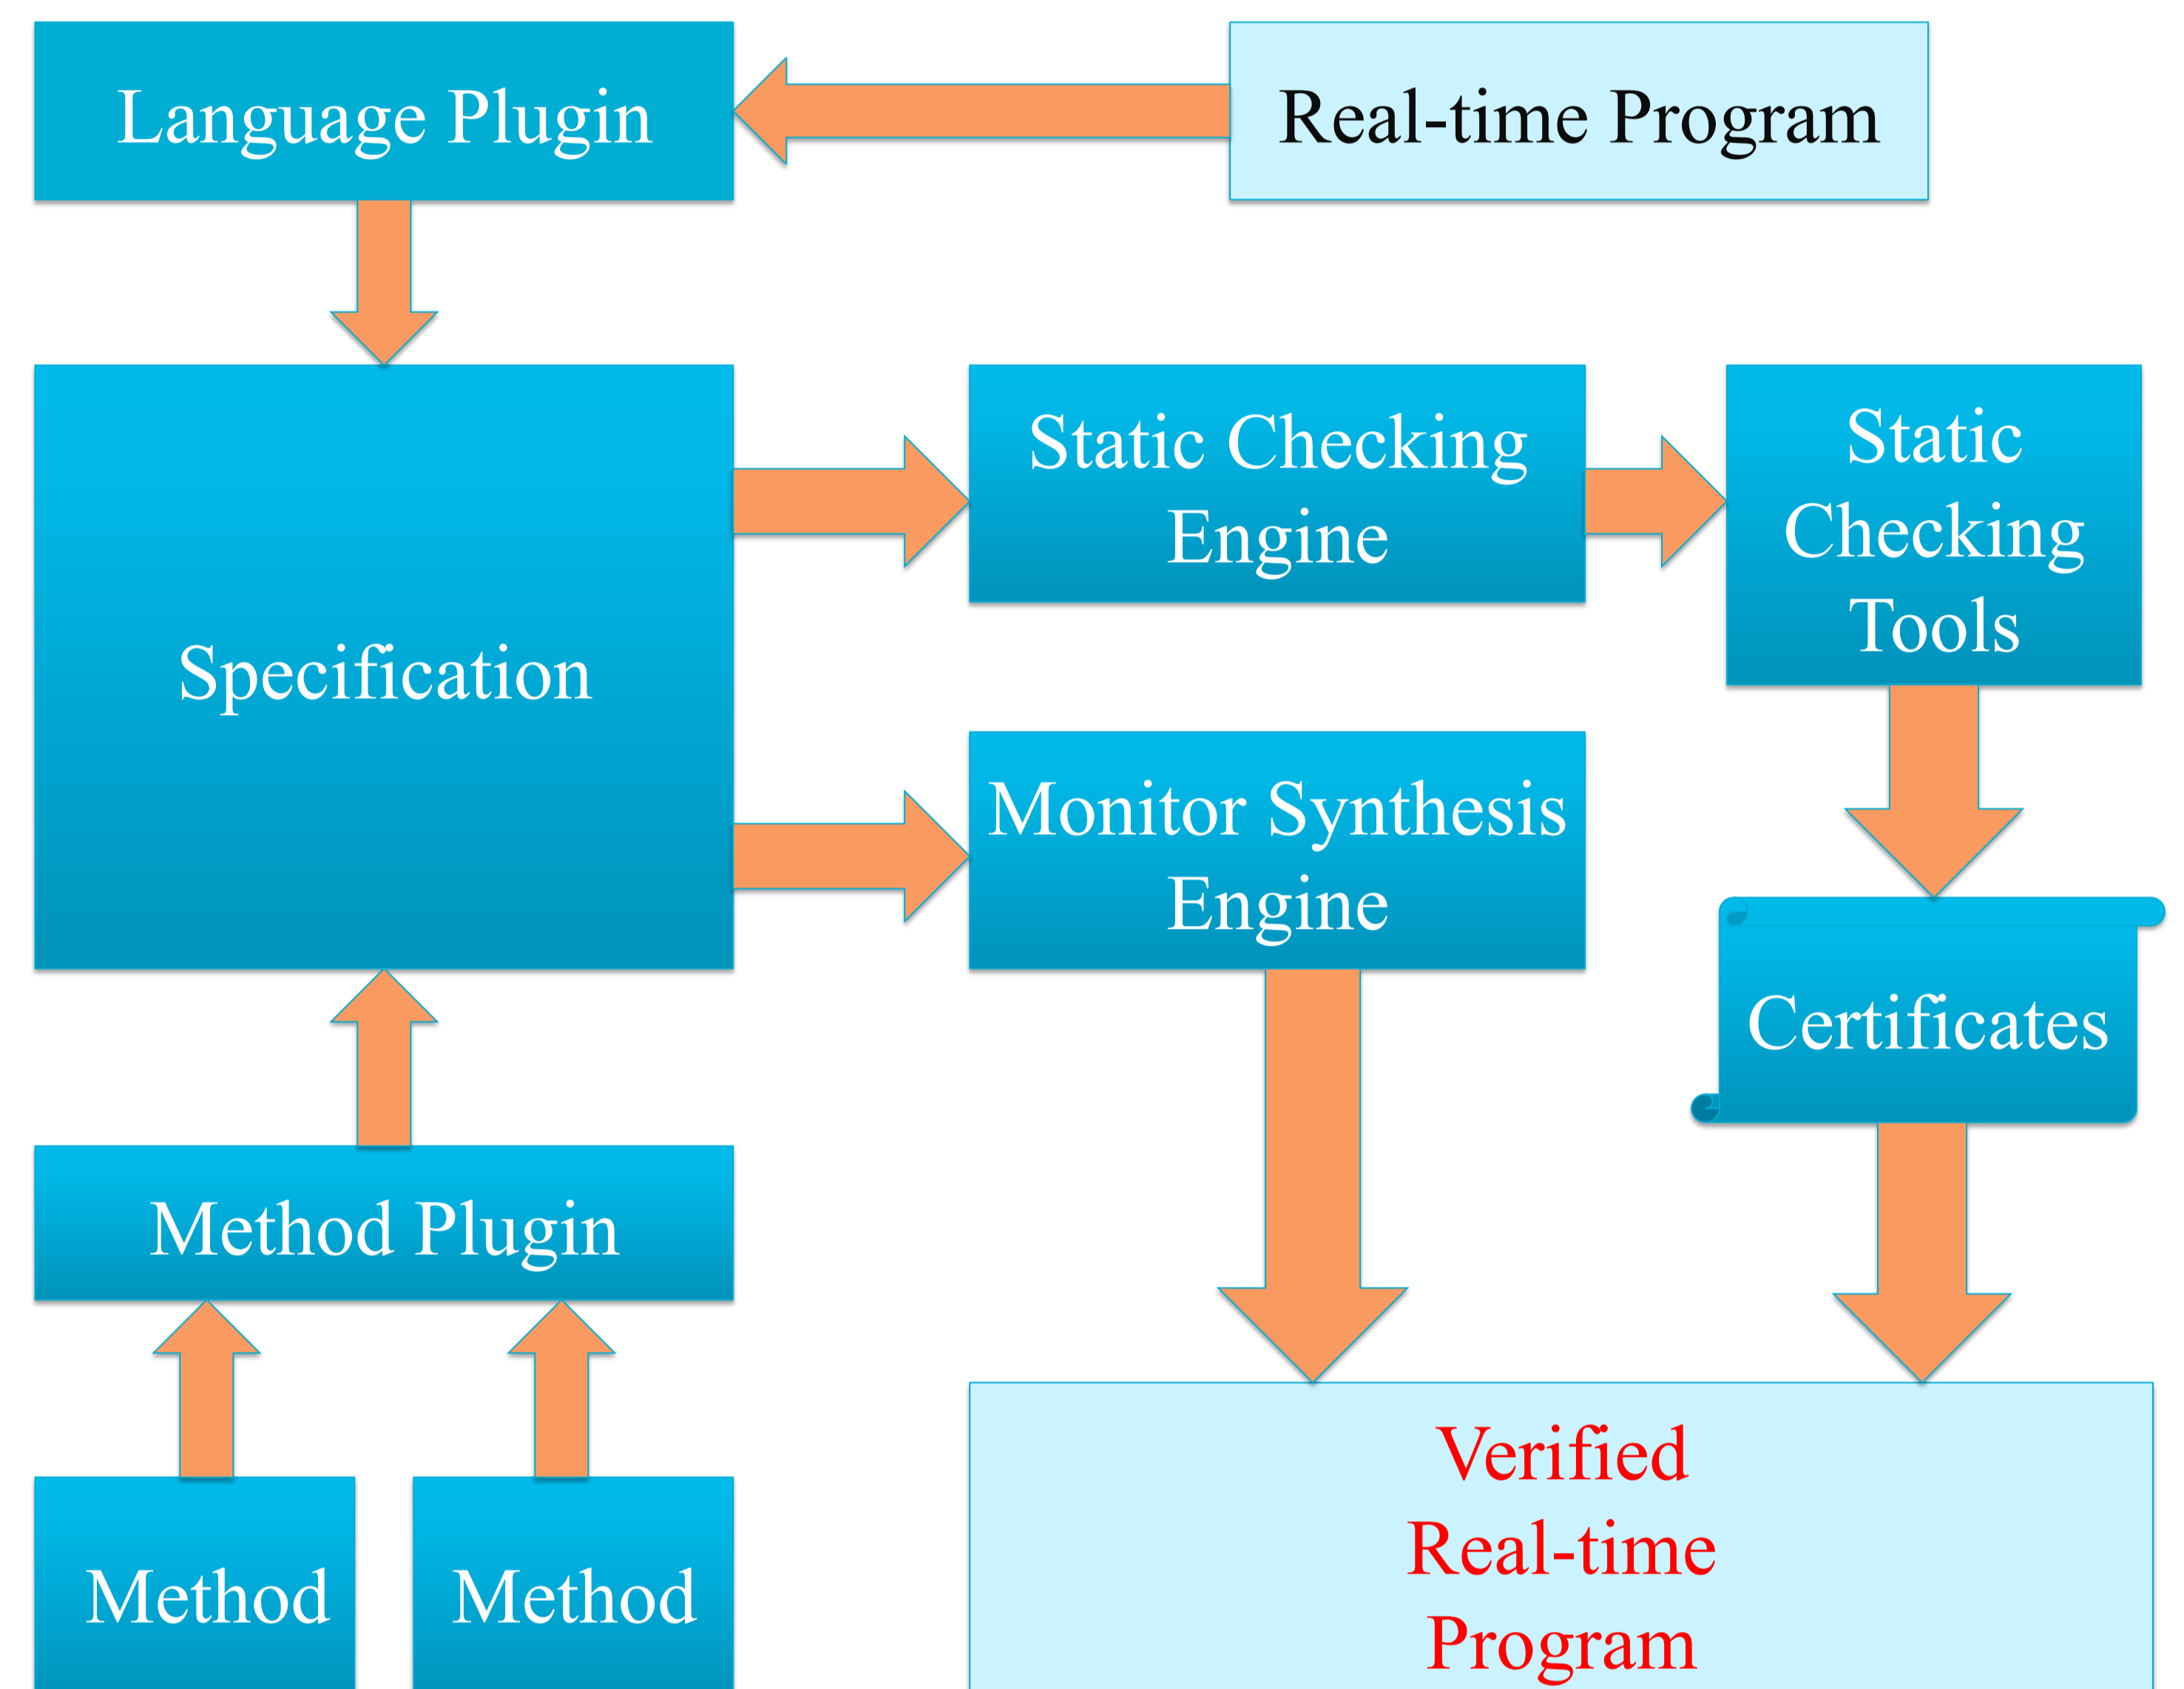 Language Plugin
Real-time Program
Specification
Static Checking
Engine
Static
Checking
Tools
Monitor Synthesis
Engine
Certificates
Method Plugin
Method
Method
Verified
Real-time
Program